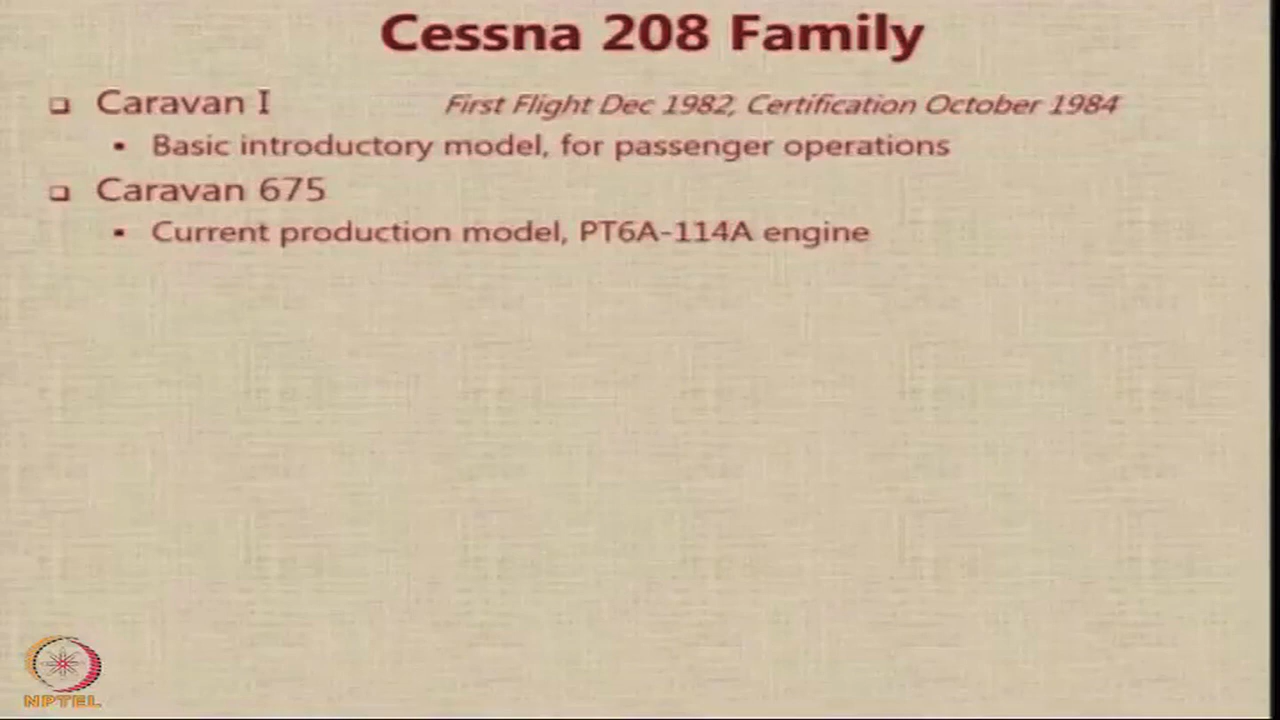 Cessna 208 Family
Caravan I First Flight Dec 1982, Certification October 1984
Basic introductory model, for passenger operations
Caravan 675
Current production model, PT6A-114A engine
NPTEL